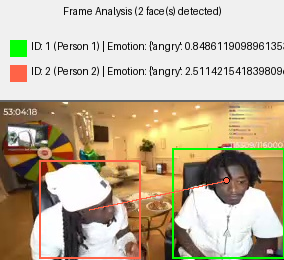 Frame Analysis (2 face(s) detected)
ID: 1 (Person 1) | Emotion: {'angry': 0.848611909896135
ID: 2 (Person 2) | Emotion: {'angry': 2.511421541839809
53:04:18